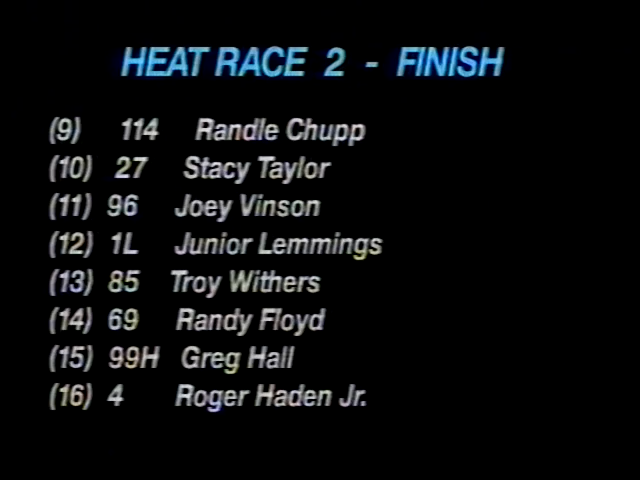 HEAT RACE 2 - FINISH
(9) 114 Randle Chupp
(10) 27 Stacy Taylor
(11) 96 Joey Vinson
(12) 1L Junior Lemmings
(13) 85 Troy Withers
(14) 69 Randy Floyd
(15) 99H Greg Hall
(16) 4 Roger Haden Jr.